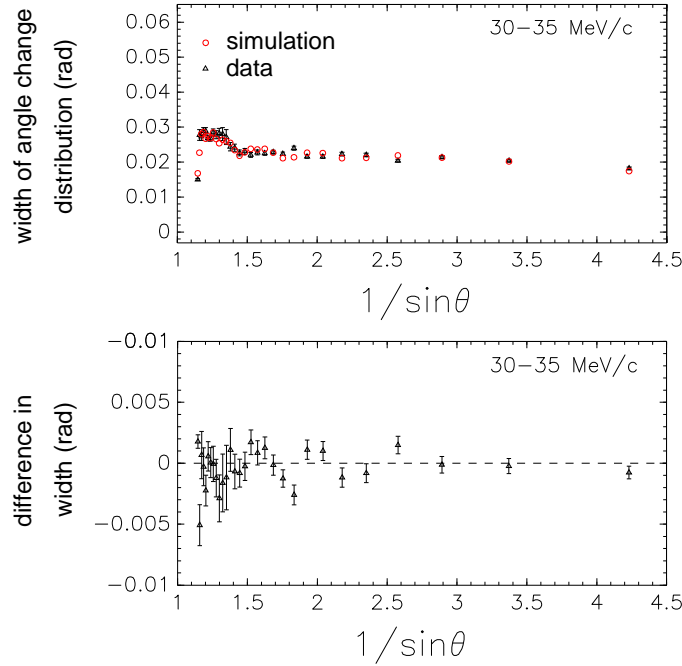 width of angle change
distribution (rad)
0.06
0.05
0.04
0.03
0.02
0.01
0
30−35 MeV/c
simulation
data
1 1.5 2 2.5 3 3.5 4 4.5
1/sinθ
difference in
width (rad)
−0.01
0.005
0
−0.005
−0.01
30−35 MeV/c
1 1.5 2 2.5 3 3.5 4 4.5
1/sinθ